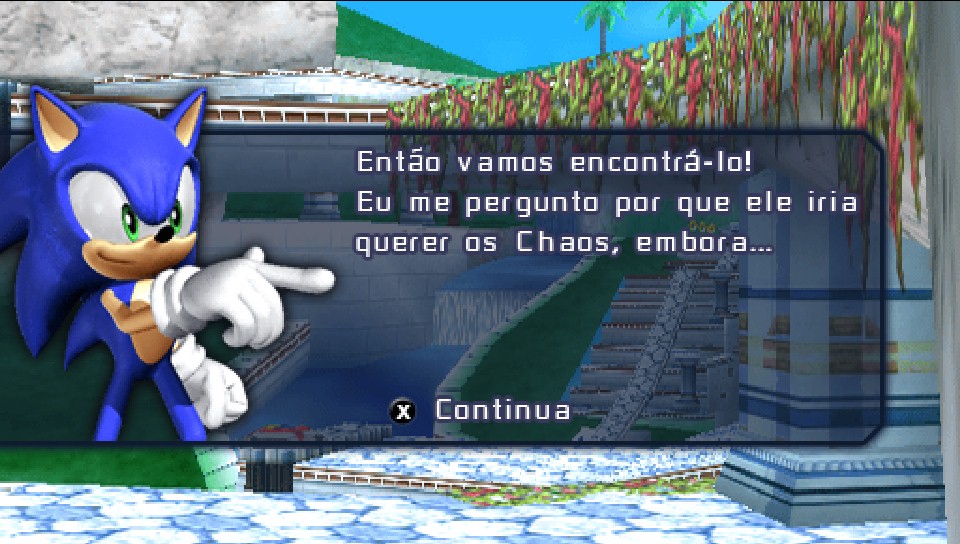 Então vamos encontrá-lo!
Eu me pergunto por que ele iria
querer os Chaos, embora...
X Continua